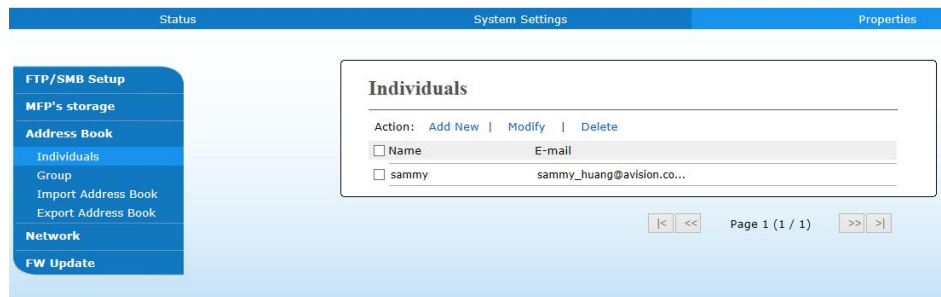 Status System Settings Properties
FTP/SMB Setup
MFP's storage
Address Book
Individuals
Group
Import Address Book
Export Address Book
Network
FW Update
Individuals
Action: Add New | Modify | Delete
Name E-mail
sammy sammy_huang@avision.co...
|< << Page 1 (1 / 1) >> >|